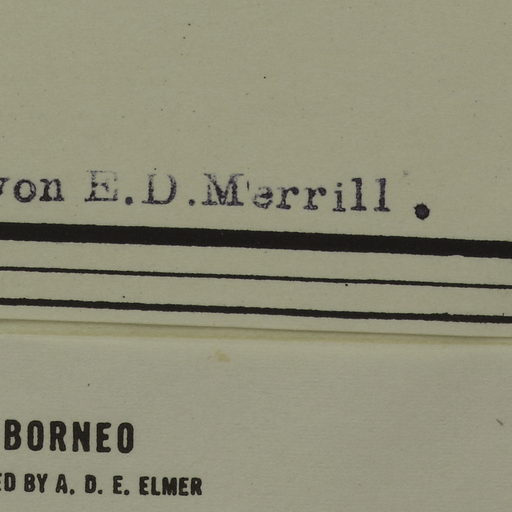 von E.D.Merrill.
BORNEO
ED BY A. D. E. ELMER